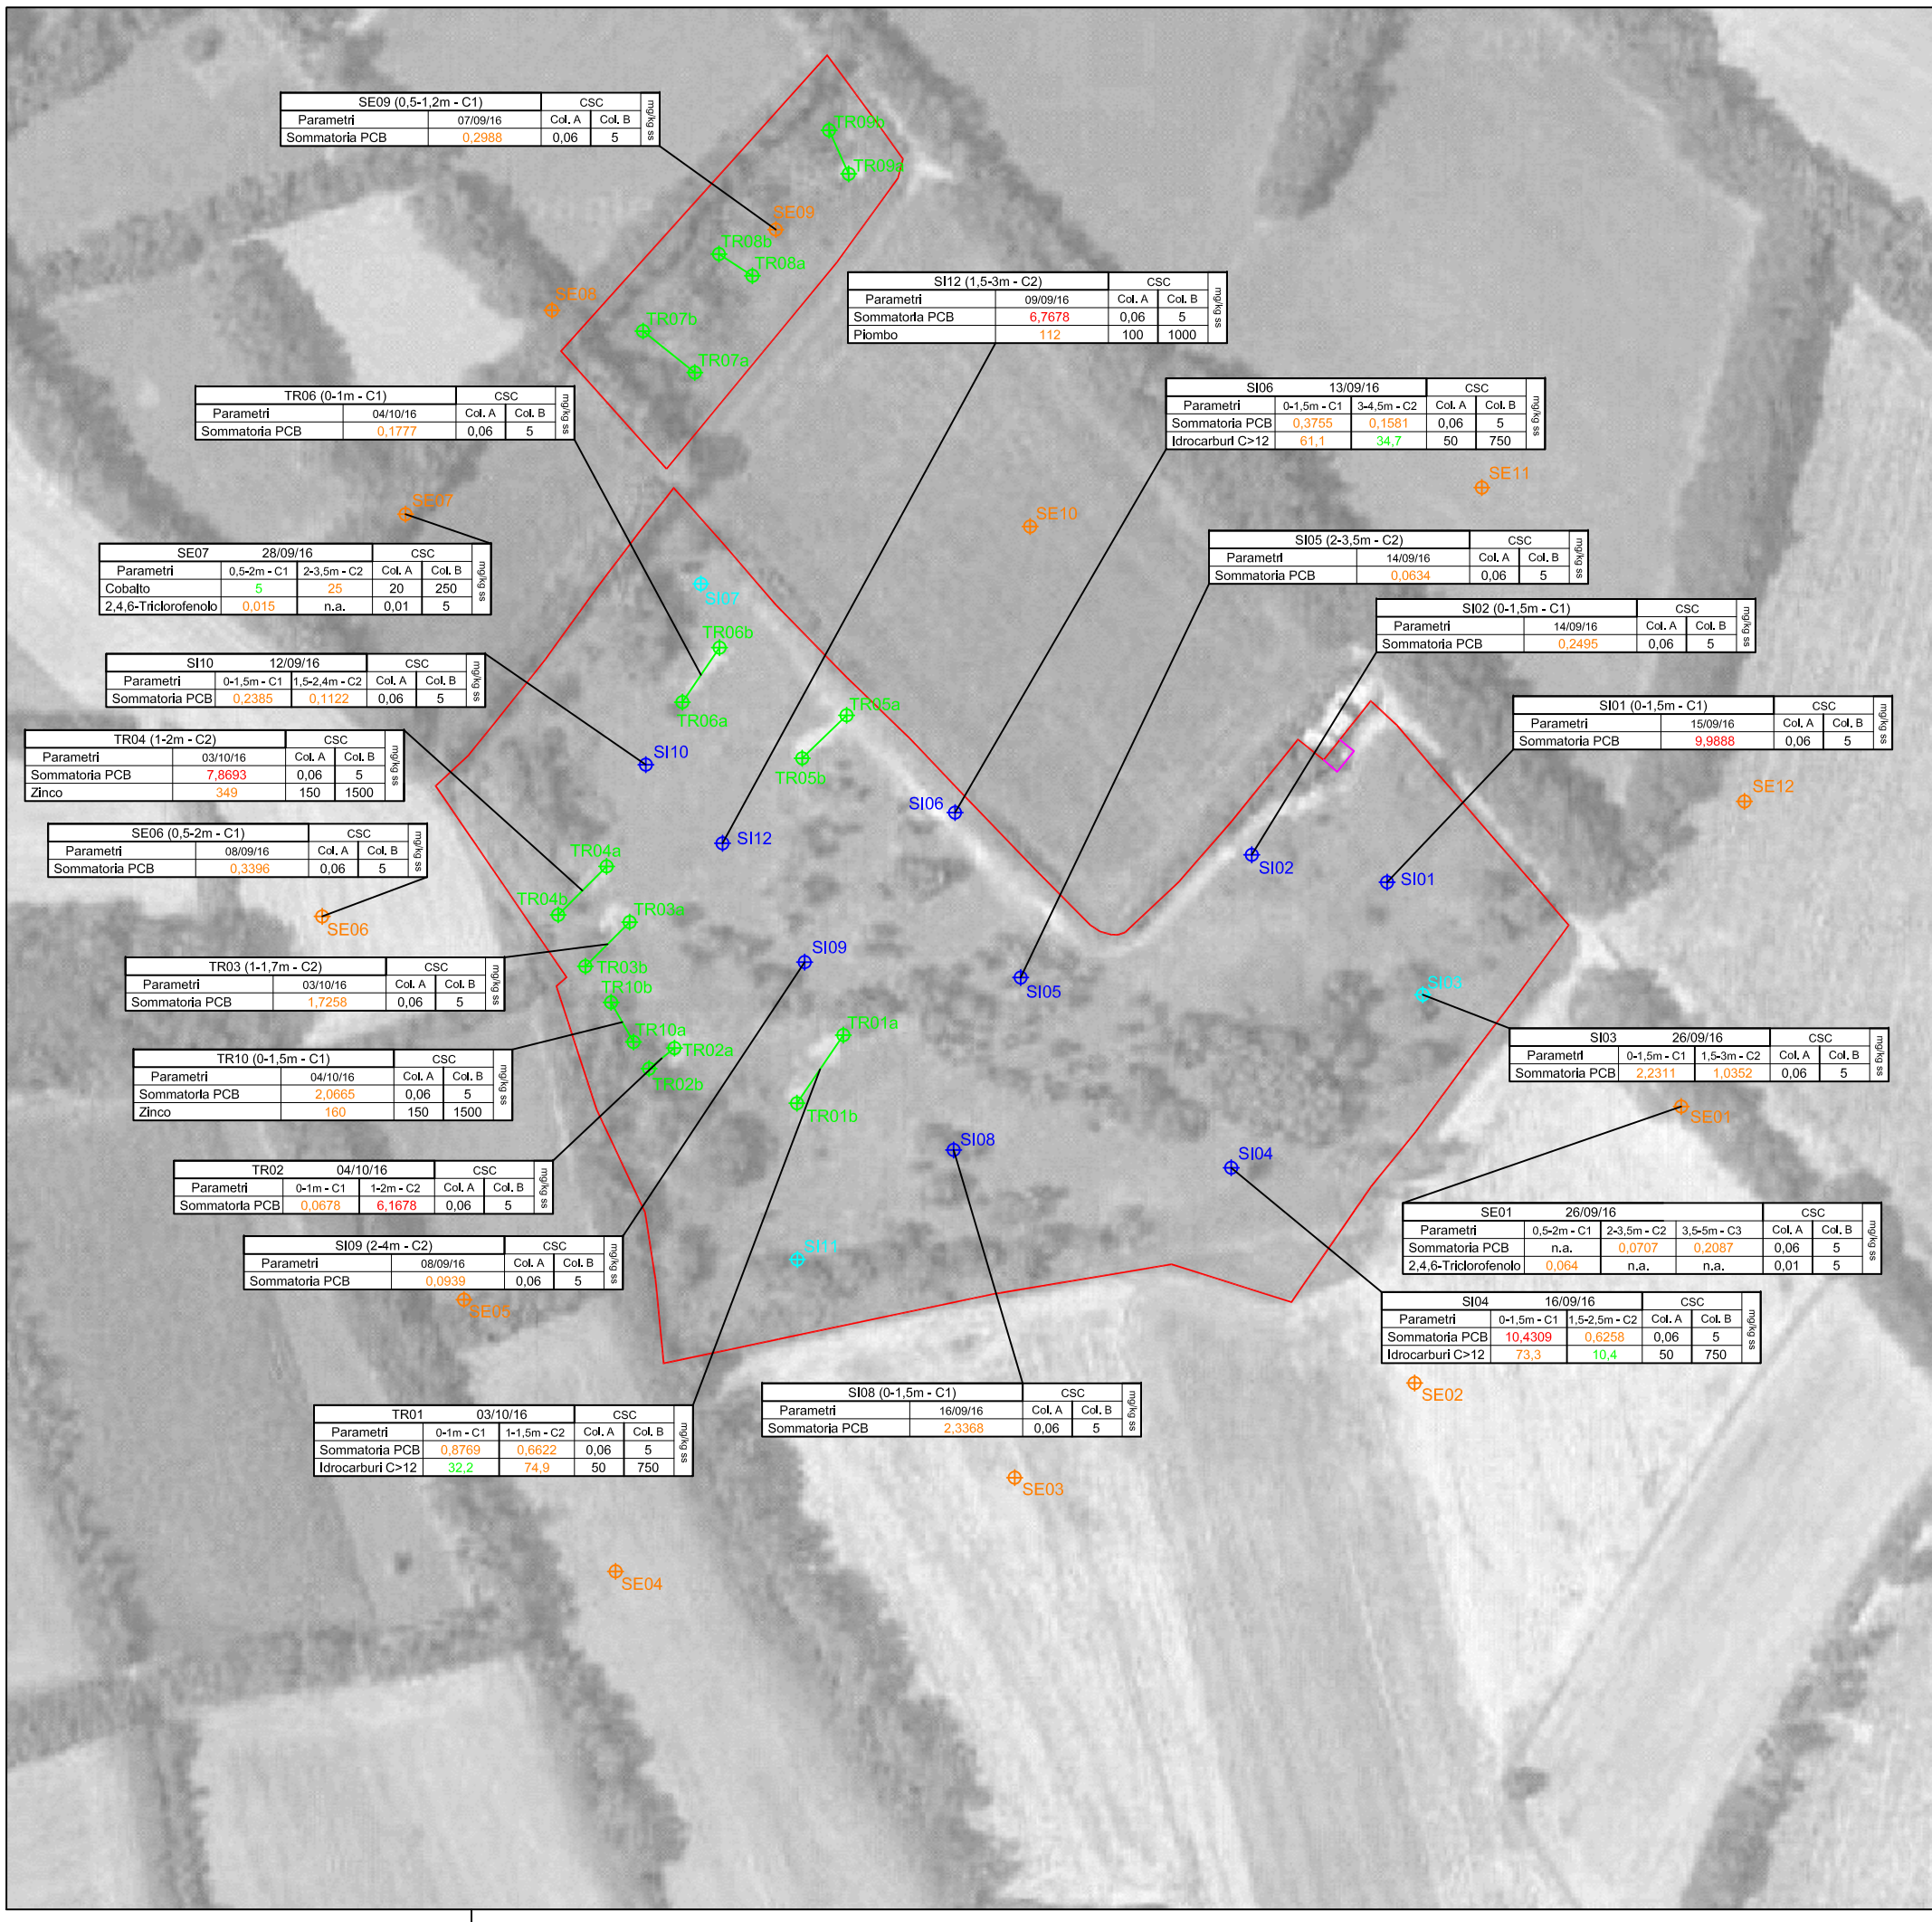 SE09 (0,5-1,2m - C1) CSC mg/kg ss
Parametri 07/09/16 Col. A Col. B
Sommatoria PCB 0,2988 0,06 5
TR09b
TR09a
SE09
TR08b
TR08a
SE08
TR07b
TR07a
SI12 (1,5-3m - C2) CSC mg/kg ss
Parametri 09/09/16 Col. A Col. B
Sommatoria PCB 6,7678 0,06 5
Piombo 112 100 1000
TR06 (0-1m - C1) CSC mg/kg ss
Parametri 04/10/16 Col. A Col. B
Sommatoria PCB 0,1777 0,06 5
SI06 13/09/16 CSC mg/kg ss
Parametri 0-1,5m - C1 3-4,5m - C2 Col. A Col. B
Sommatoria PCB 0,3755 0,1581 0,06 5
Idrocarburi C>12 61,1 34,7 50 750
SE11
SE07
SE10
SE07 28/09/16 CSC mg/kg ss
Parametri 0,5-2m - C1 2-3,5m - C2 Col. A Col. B
Cobalto 5 25 20 250
2,4,6-Triclorofenolo 0,015 n.a. 0,01 5
SI05 (2-3,5m - C2) CSC mg/kg ss
Parametri 14/09/16 Col. A Col. B
Sommatoria PCB 0,0634 0,06 5
SI07
SI02 (0-1,5m - C1) CSC mg/kg ss
Parametri 14/09/16 Col. A Col. B
Sommatoria PCB 0,2495 0,06 5
TR06b
TR06a
SI10 12/09/16 CSC mg/kg ss
Parametri 0-1,5m - C1 1,5-2,4m - C2 Col. A Col. B
Sommatoria PCB 0,2385 0,1122 0,06 5
TR05a
TR05b
SI01 (0-1,5m - C1) CSC mg/kg ss
Parametri 15/09/16 Col. A Col. B
Sommatoria PCB 9,9888 0,06 5
TR04 (1-2m - C2) CSC mg/kg ss
Parametri 03/10/16 Col. A Col. B
Sommatoria PCB 7,8693 0,06 5
Zinco 349 150 1500
SI10
SE12
SI06
SI12
SE06 (0,5-2m - C1) CSC mg/kg ss
Parametri 08/09/16 Col. A Col. B
Sommatoria PCB 0,3396 0,06 5
TR04a
TR04b
SI02
SI01
SE06
TR03a
TR03b
SI09
SI05
SI03
TR03 (1-1,7m - C2) CSC mg/kg ss
Parametri 03/10/16 Col. A Col. B
Sommatoria PCB 1,7258 0,06 5
TR10b
TR10a
TR02a
TR02b
TR01a
TR01b
TR10 (0-1,5m - C1) CSC mg/kg ss
Parametri 04/10/16 Col. A Col. B
Sommatoria PCB 2,0665 0,06 5
Zinco 160 150 1500
SI03 26/09/16 CSC mg/kg ss
Parametri 0-1,5m - C1 1,5-3m - C2 Col. A Col. B
Sommatoria PCB 2,2311 1,0352 0,06 5
SE01
SI08
SI04
TR02 04/10/16 CSC mg/kg ss
Parametri 0-1m - C1 1-2m - C2 Col. A Col. B
Sommatoria PCB 0,0678 6,1678 0,06 5
SE01 26/09/16 CSC mg/kg ss
Parametri 0,5-2m - C1 2-3,5m - C2 3,5-5m - C3 Col. A Col. B
Sommatoria PCB n.a. 0,0707 0,2087 0,06 5
2,4,6-Triclorofenolo 0,064 n.a. n.a. 0,01 5
SI09 (2-4m - C2) CSC mg/kg ss
Parametri 08/09/16 Col. A Col. B
Sommatoria PCB 0,0939 0,06 5
SI11
SE05
SI04 16/09/16 CSC mg/kg ss
Parametri 0-1,5m - C1 1,5-2,5m - C2 Col. A Col. B
Sommatoria PCB 10,4309 0,6258 0,06 5
Idrocarburi C>12 73,3 10,4 50 750
SE02
SI08 (0-1,5m - C1) CSC mg/kg ss
Parametri 16/09/16 Col. A Col. B
Sommatoria PCB 2,3368 0,06 5
TR01 03/10/16 CSC mg/kg ss
Parametri 0-1m - C1 1-1,5m - C2 Col. A Col. B
Sommatoria PCB 0,8769 0,6622 0,06 5
Idrocarburi C>12 32,2 74,9 50 750
SE03
SE04